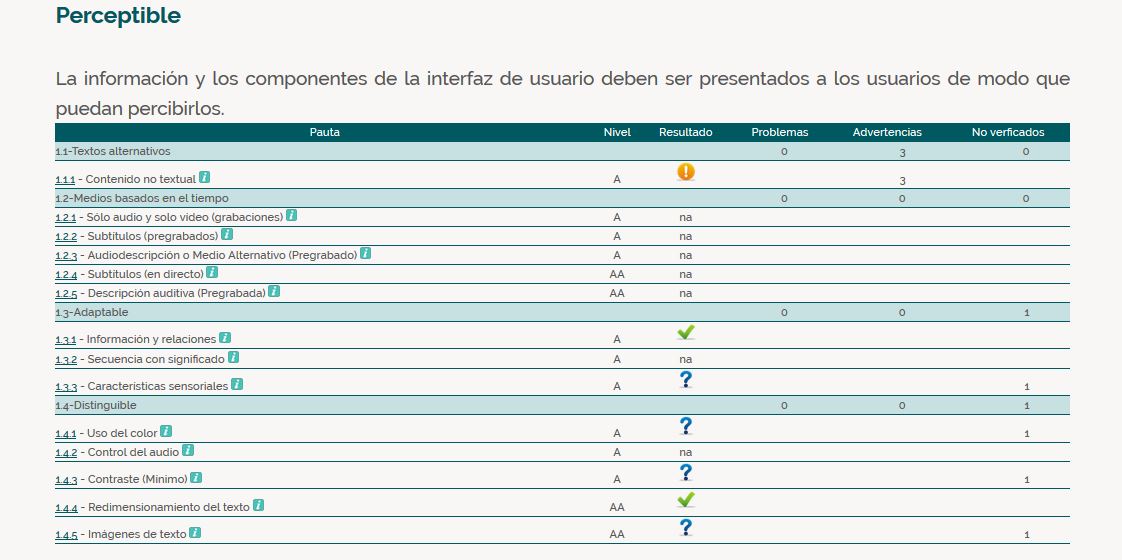 Perceptible
La información y los componentes de la interfaz de usuario deben ser presentados a los usuarios de modo que
puedan percibirlos.
Pauta Nivel Resultado Problemas Advertencias No verficados
1.1-Textos alternativos 0 3 0
1.1.1 - Contenido no textual i A ! 3
1.2-Medios basados en el tiempo 0 0 0
1.2.1 - Sólo audio y solo video (grabaciones) i A na
1.2.2 - Subtítulos (pregrabados) i A na
1.2.3 - Audiodescripción o Medio Alternativo (Pregrabado) i A na
1.2.4 - Subtítulos (en directo) i AA na
1.2.5 - Descripción auditiva (Pregrabada) i AA na
1.3-Adaptable 0 0 1
1.3.1 - Información y relaciones i A
1.3.2 - Secuencia con significado i A na
1.3.3 - Características sensoriales i A ? 1
1.4-Distinguible 0 0 1
1.4.1 - Uso del color i A ? 1
1.4.2 - Control del audio i A na
1.4.3 - Contraste (Mínimo) i A ? 1
1.4.4 - Redimensionamiento del texto i AA
1.4.5 - Imágenes de texto i AA ? 1